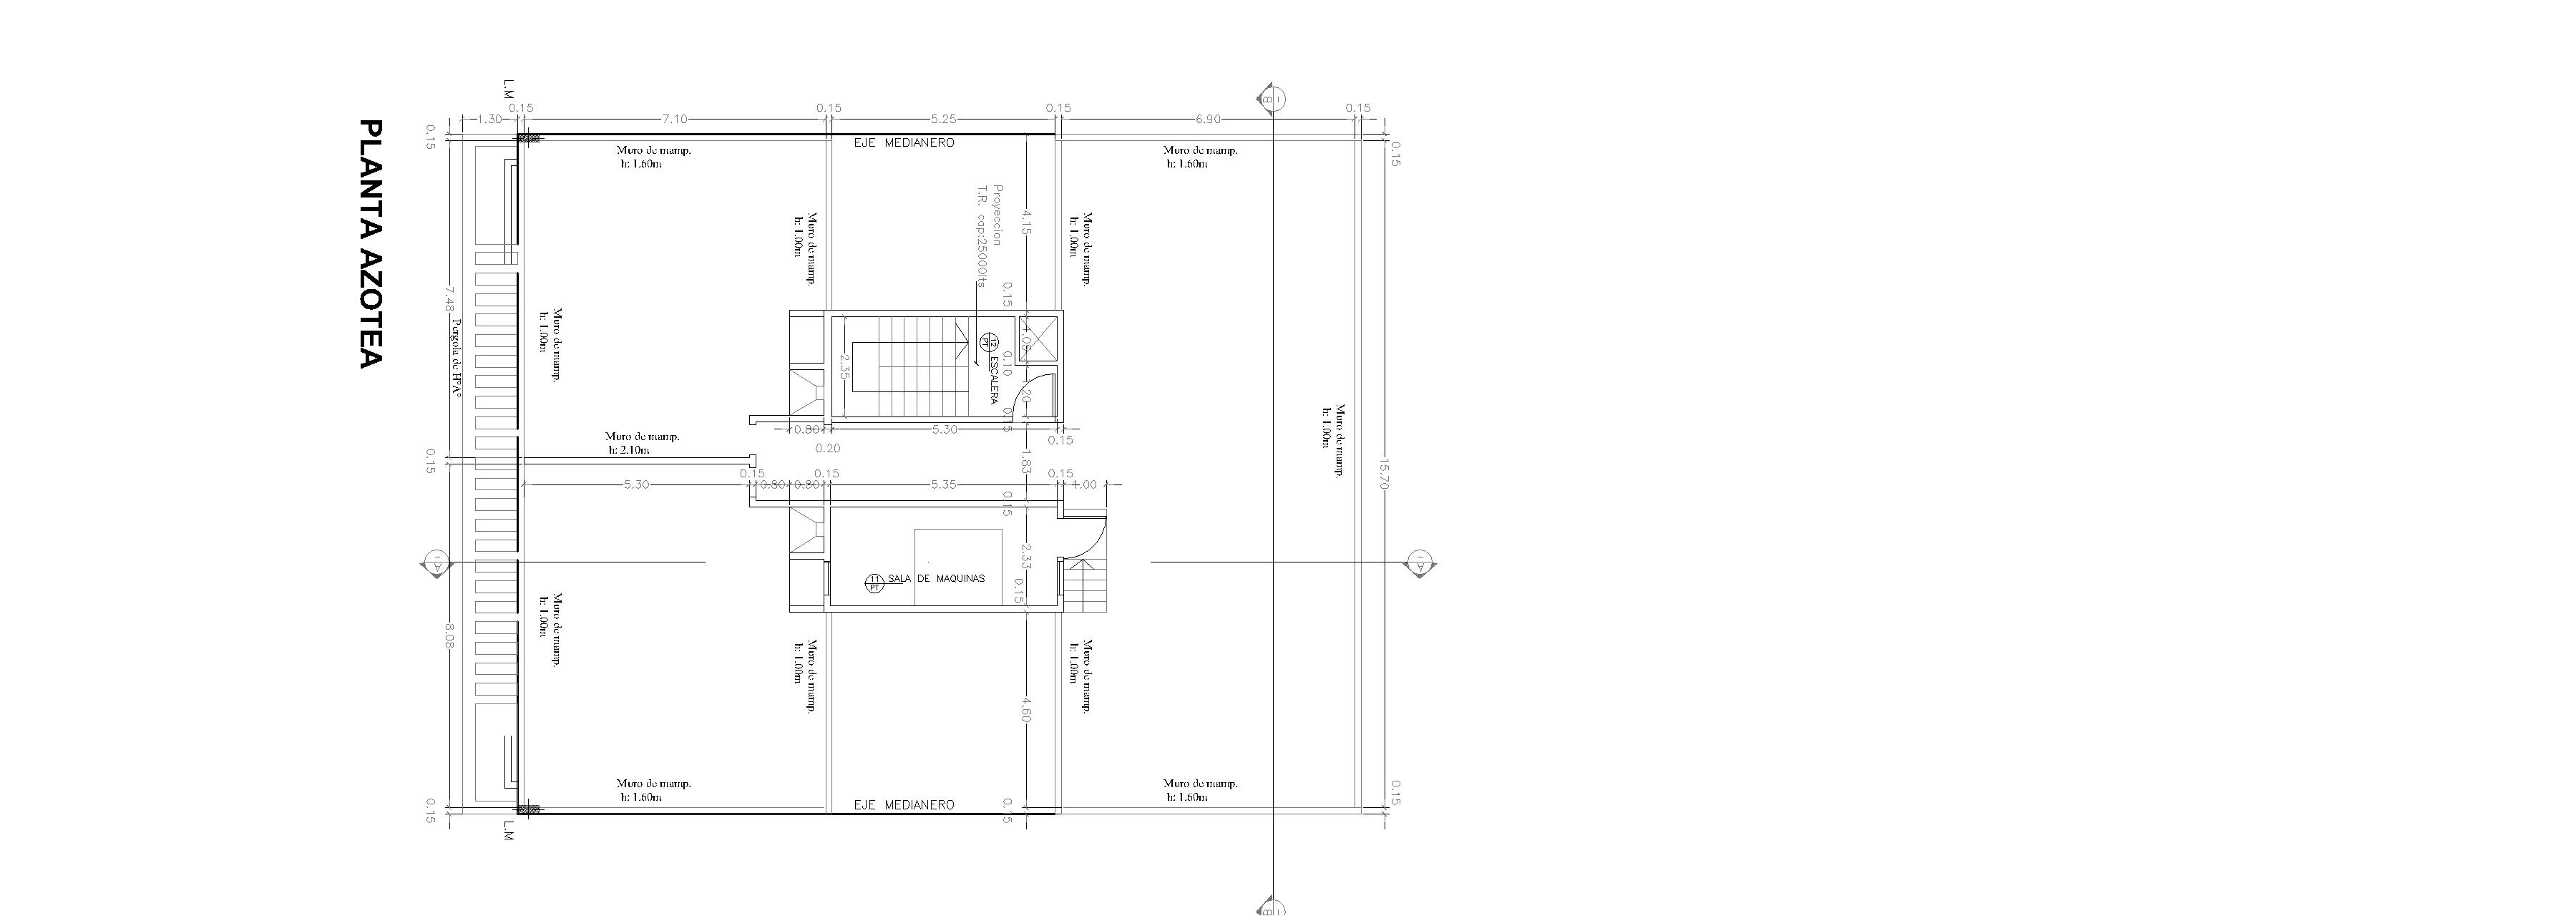 PLANTA AZOTEA
L.M
0.15
0.15
0.15
0.15
1.30
7.10
5.25
6.90
0.15
0.15
EJE MEDIANERO
Muro de mamp.
h: 1.60m
Muro de mamp.
h: 1.60m
Proyeccion
T.R. cap:25000lts
4.15
Muro de mamp.
h: 1.00m
Muro de mamp.
h: 1.00m
0.15
7.48
Pergola de H°A°
Muro de mamp.
h: 1.00m
2.35
12
PT
ESCALERA
1.05
0.10
1.20
0.15
Muro de mamp.
h: 1.00m
15.70
0.80
5.30
0.15
0.20
Muro de mamp.
h: 2.10m
0.15
1.83
0.15
0.15
0.15
5.30
0.80
0.80
5.35
1.00
0.15
2.33
0.15
11
PT
SALA DE MAQUINAS
I
A
I
A
I
B
I
B
Muro de mamp.
h: 1.00m
Muro de mamp.
h: 1.00m
Muro de mamp.
h: 1.00m
8.08
4.60
Muro de mamp.
h: 1.60m
Muro de mamp.
h: 1.60m
EJE MEDIANERO
0.15
0.15
0.15
L.M